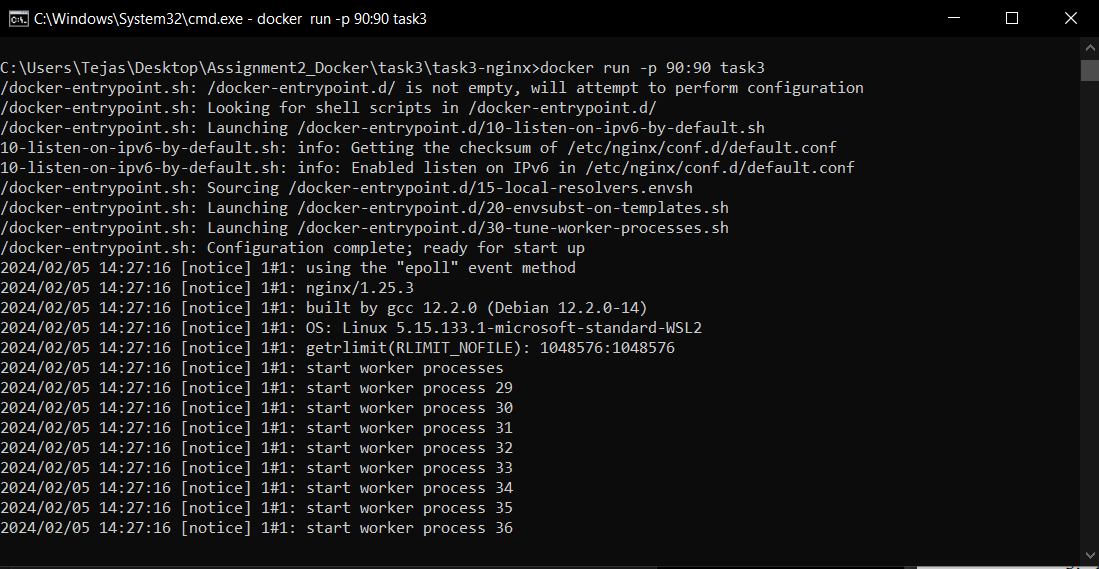 C:\Windows\System32\cmd.exe - docker  run -p 90:90 task3
C:\Users\Tejas\Desktop\Assignment2_Docker\task3\task3-nginx>docker run -p 90:90 task3
/docker-entrypoint.sh: /docker-entrypoint.d/ is not empty, will attempt to perform configuration
/docker-entrypoint.sh: Looking for shell scripts in /docker-entrypoint.d/
/docker-entrypoint.sh: Launching /docker-entrypoint.d/10-listen-on-ipv6-by-default.sh
10-listen-on-ipv6-by-default.sh: info: Getting the checksum of /etc/nginx/conf.d/default.conf
10-listen-on-ipv6-by-default.sh: info: Enabled listen on IPv6 in /etc/nginx/conf.d/default.conf
/docker-entrypoint.sh: Sourcing /docker-entrypoint.d/15-local-resolvers.envsh
/docker-entrypoint.sh: Launching /docker-entrypoint.d/20-envsubst-on-templates.sh
/docker-entrypoint.sh: Launching /docker-entrypoint.d/30-tune-worker-processes.sh
/docker-entrypoint.sh: Configuration complete; ready for start up
2024/02/05 14:27:16 [notice] 1#1: using the "epoll" event method
2024/02/05 14:27:16 [notice] 1#1: nginx/1.25.3
2024/02/05 14:27:16 [notice] 1#1: built by gcc 12.2.0 (Debian 12.2.0-14)
2024/02/05 14:27:16 [notice] 1#1: OS: Linux 5.15.133.1-microsoft-standard-WSL2
2024/02/05 14:27:16 [notice] 1#1: getrlimit(RLIMIT_NOFILE): 1048576:1048576
2024/02/05 14:27:16 [notice] 1#1: start worker processes
2024/02/05 14:27:16 [notice] 1#1: start worker process 29
2024/02/05 14:27:16 [notice] 1#1: start worker process 30
2024/02/05 14:27:16 [notice] 1#1: start worker process 31
2024/02/05 14:27:16 [notice] 1#1: start worker process 32
2024/02/05 14:27:16 [notice] 1#1: start worker process 33
2024/02/05 14:27:16 [notice] 1#1: start worker process 34
2024/02/05 14:27:16 [notice] 1#1: start worker process 35
2024/02/05 14:27:16 [notice] 1#1: start worker process 36